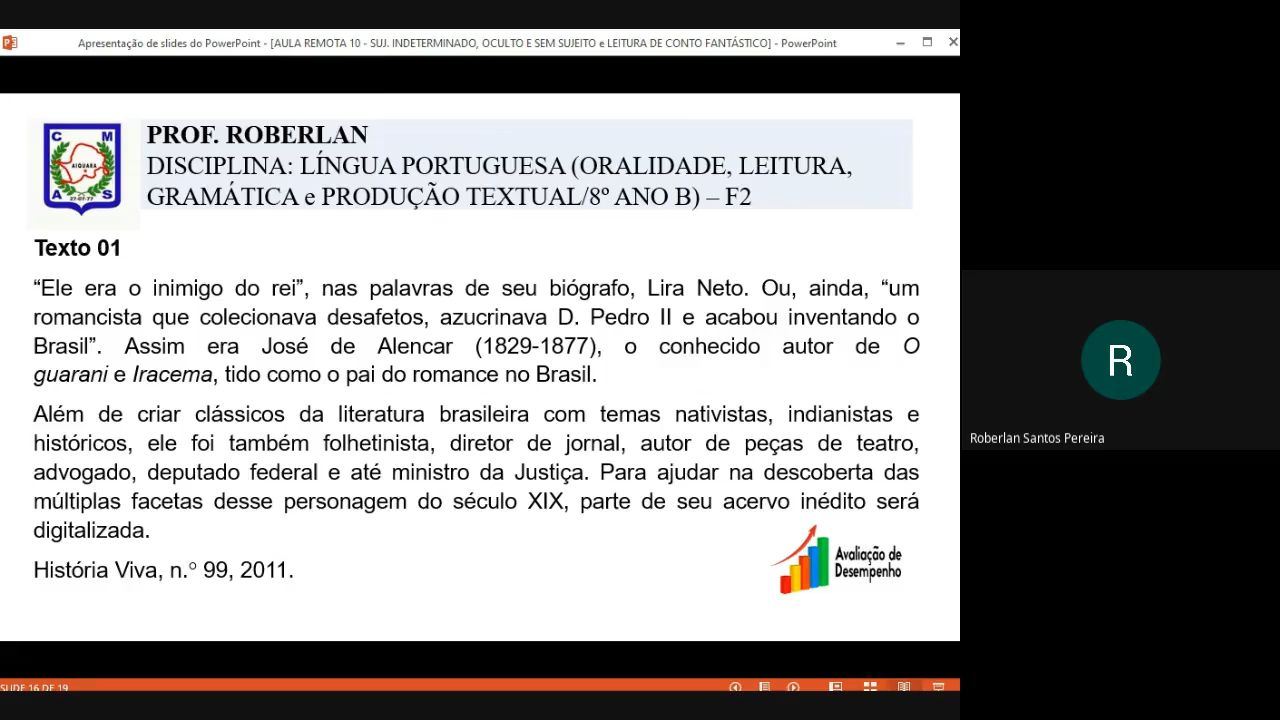 Apresentação de slides do PowerPoint - [AULA REMOTA 10 - SUJ. INDETERMINADO, OCULTO E SEM SUJEITO e LEITURA DE CONTO FANTÁSTICO] - PowerPoint
C M
AIQUARA
A S
27-07-77
PROF. ROBERLAN
DISCIPLINA: LÍNGUA PORTUGUESA (ORALIDADE, LEITURA,
GRAMÁTICA e PRODUÇÃO TEXTUAL/8º ANO B) – F2
Texto 01
“Ele era o inimigo do rei”, nas palavras de seu biógrafo, Lira Neto. Ou, ainda, “um
romancista que colecionava desafetos, azucrinava D. Pedro II e acabou inventando o
Brasil”. Assim era José de Alencar (1829-1877), o conhecido autor de O
guarani e Iracema, tido como o pai do romance no Brasil.
Além de criar clássicos da literatura brasileira com temas nativistas, indianistas e
históricos, ele foi também folhetinista, diretor de jornal, autor de peças de teatro,
advogado, deputado federal e até ministro da Justiça. Para ajudar na descoberta das
múltiplas facetas desse personagem do século XIX, parte de seu acervo inédito será
digitalizada.
História Viva, n.° 99, 2011.
Avaliação de
Desempenho
R
Roberlan Santos Pereira
SLIDE 16 DE 19